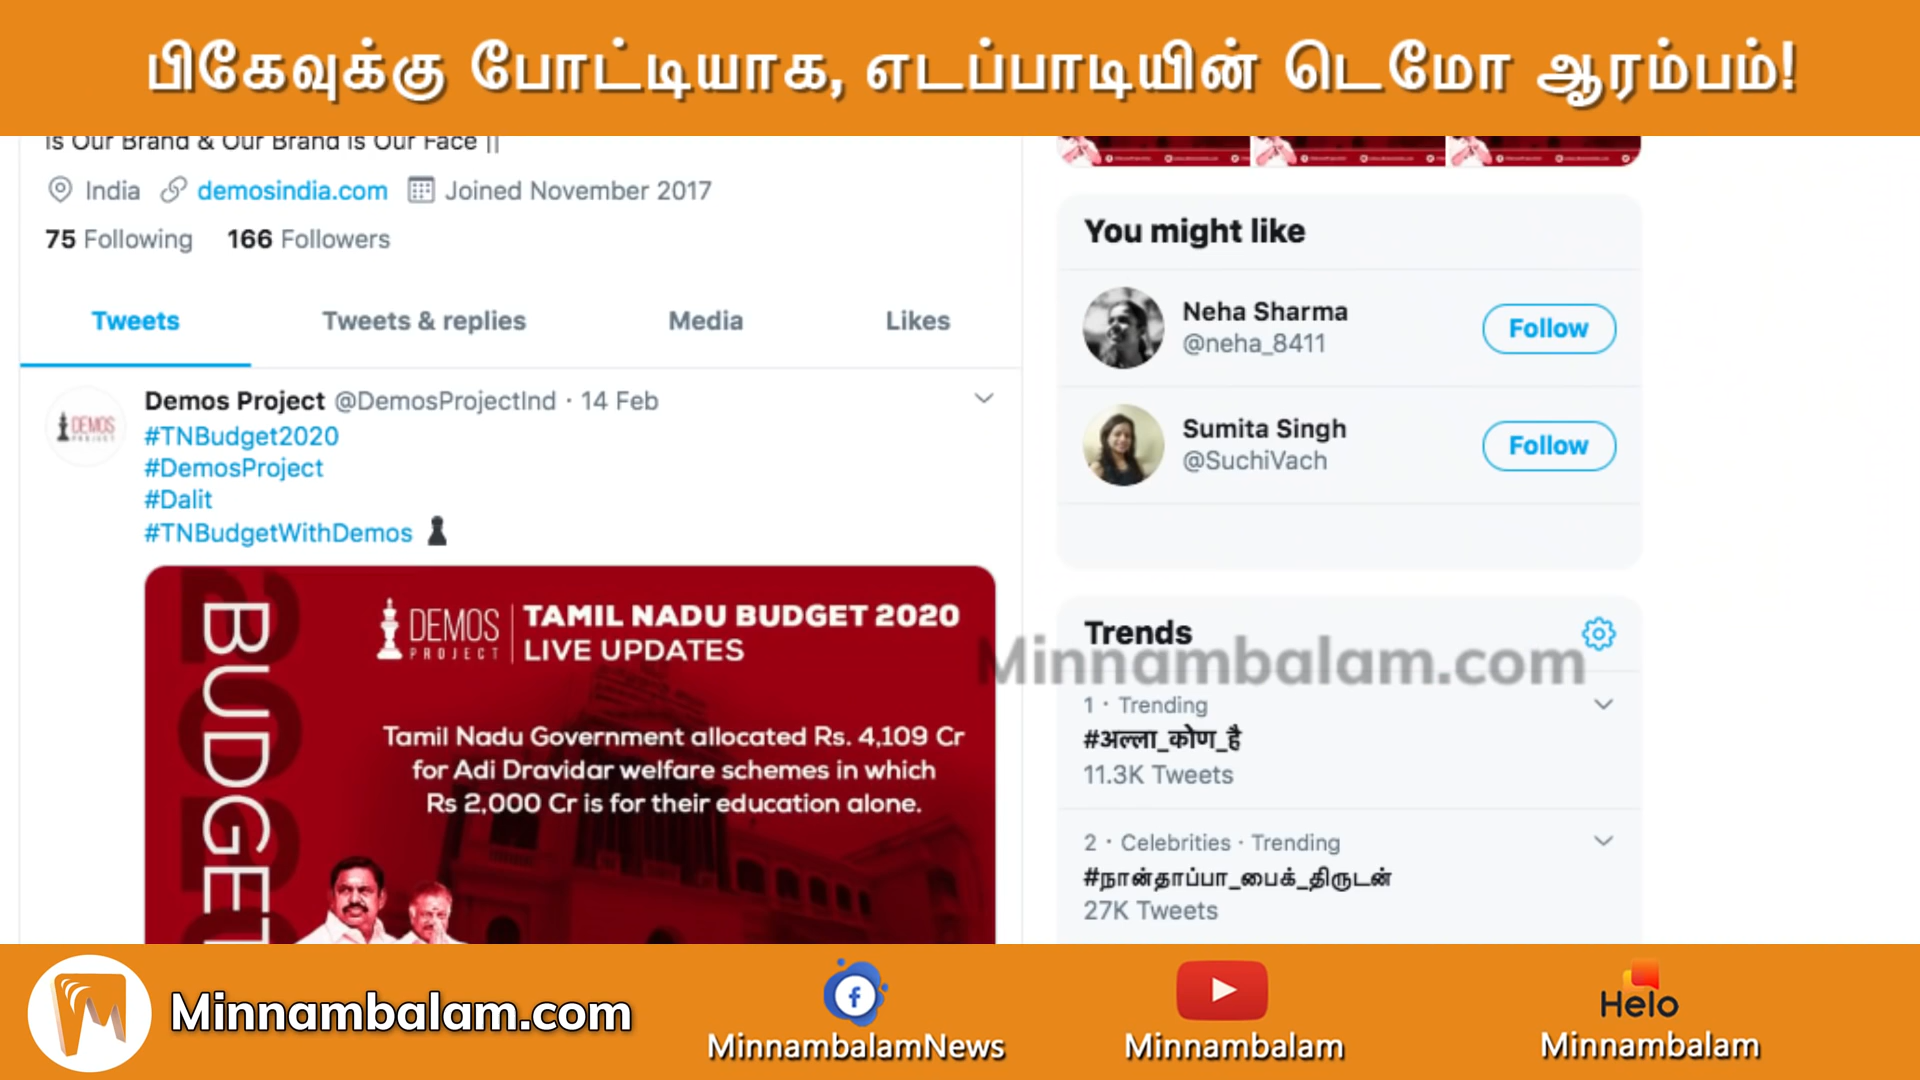 பிகேவுக்கு போட்டியாக, எடப்பாடியின் டெமோ ஆரம்பம்!
Is Our Brand & Our Brand Is Our Face ||
India demosindia.com Joined November 2017
75 Following 166 Followers
Tweets Tweets & replies Media Likes
Demos Project @DemosProjectInd · 14 Feb
#TNBudget2020
#DemosProject
#Dalit
#TNBudgetWithDemos
DEMOS
PROJECT
2020
BUDGET
DEMOS
PROJECT
TAMIL NADU BUDGET 2020
LIVE UPDATES
Tamil Nadu Government allocated Rs. 4,109 Cr
for Adi Dravidar welfare schemes in which
Rs 2,000 Cr is for their education alone.
You might like
Neha Sharma
@neha_8411
Follow
Sumita Singh
@SuchiVach
Follow
Trends
Minnambalam.com
1 · Trending
#अल्ला_कोण_है
11.3K Tweets
2 · Celebrities · Trending
#நான்தாப்பா_பைக்_திருடன்
27K Tweets
Minnambalam.com
MinnambalamNews
Minnambalam
Helo
Minnambalam